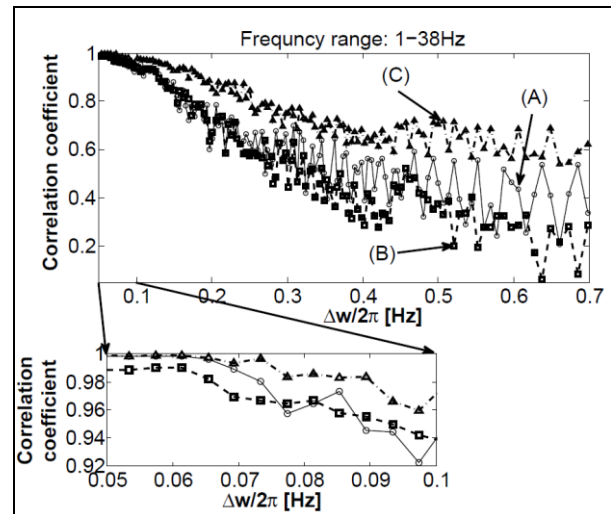 Frequncy range: 1-38Hz
Correlation coefficient
1
0.8
0.6
0.4
0.2
(C)
(A)
(B)
0.1 0.2 0.3 0.4 0.5 0.6 0.7
Δw/2π [Hz]
Correlation
coefficient
1
0.98
0.96
0.94
0.92
0.05 0.06 0.07 0.08 0.09 0.1
Δw/2π [Hz]